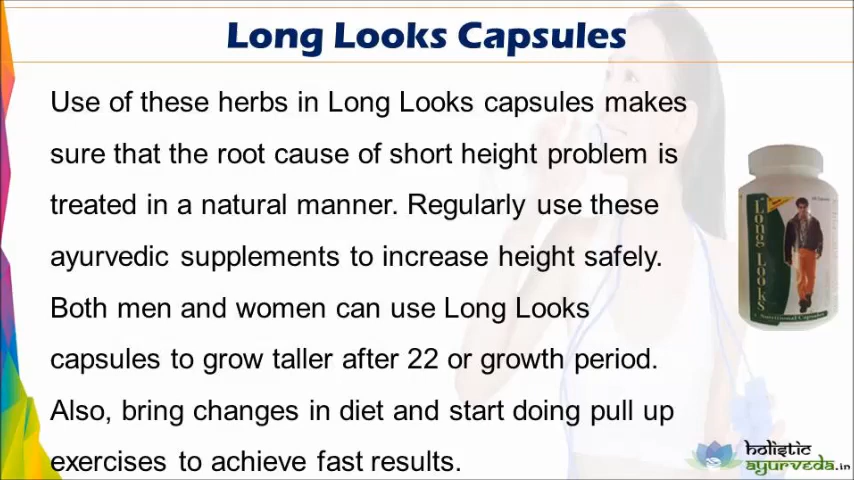 Long Looks Capsules
Use of these herbs in Long Looks capsules makes
sure that the root cause of short height problem is
treated in a natural manner. Regularly use these
ayurvedic supplements to increase height safely.
Both men and women can use Long Looks
capsules to grow taller after 22 or growth period.
Also, bring changes in diet and start doing pull up
exercises to achieve fast results.
Long Looks
Nutritional Capsules
holistic
ayurveda.in